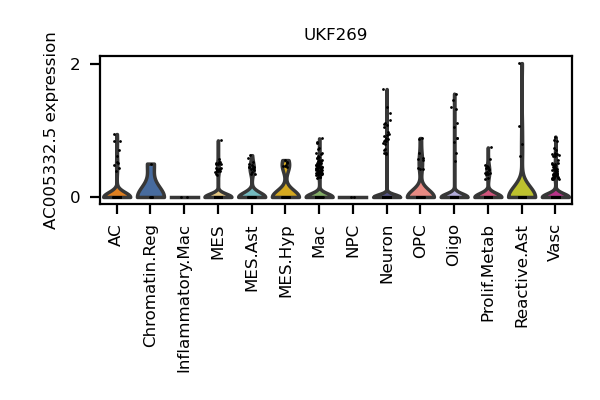 UKF269
AC005332.5 expression
2
0
AC
Chromatin.Reg
Inflammatory.Mac
MES
MES.Ast
MES.Hyp
Mac
NPC
Neuron
OPC
Oligo
Prolif.Metab
Reactive.Ast
Vasc